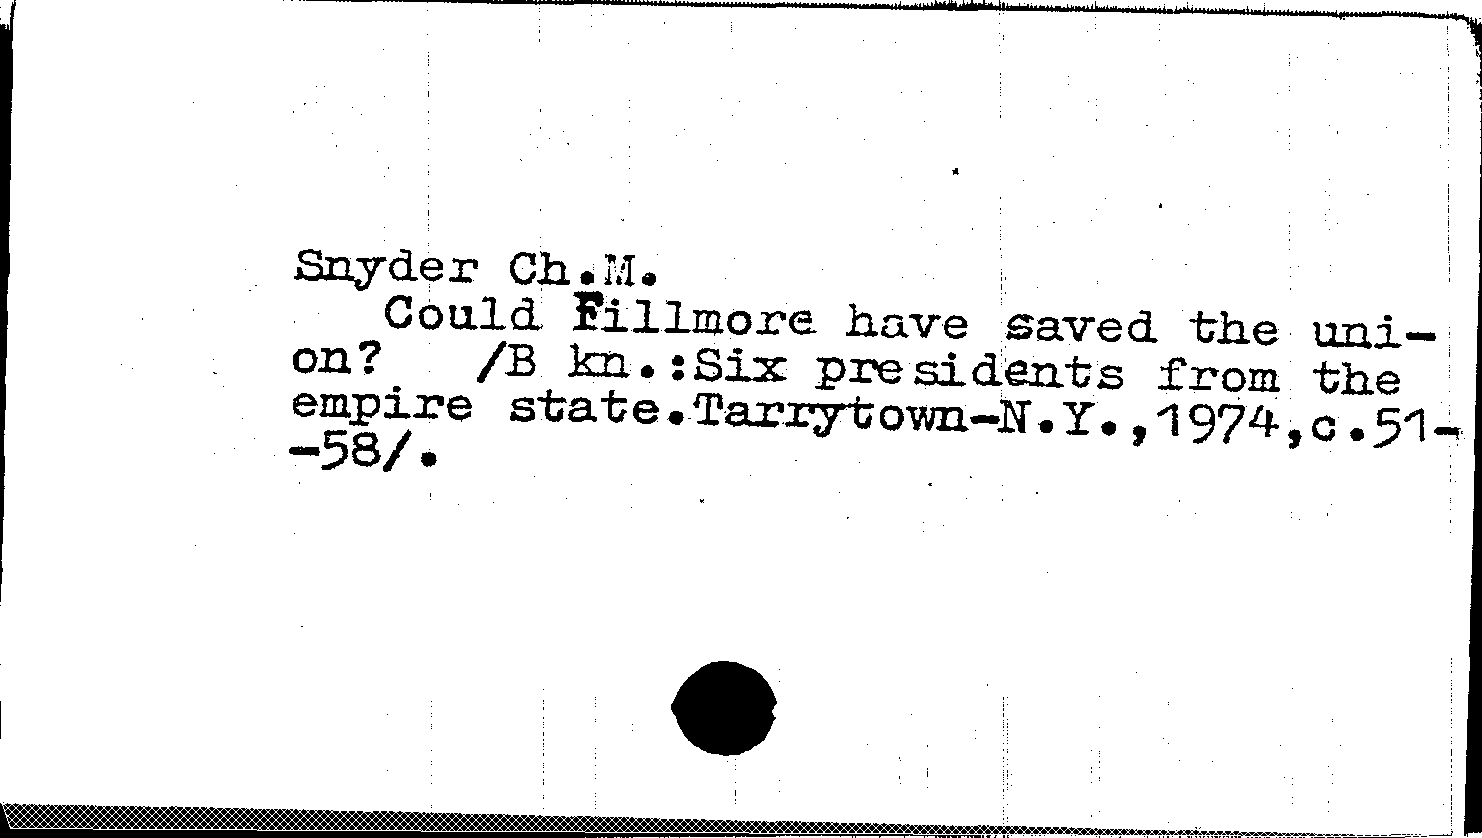 Snyder Ch.M.
Could Fillmore have saved the uni-
on? /B kn.:Six presidents from the
empire state.Tarrytown-N.Y.,1974,c.51-
-58/.